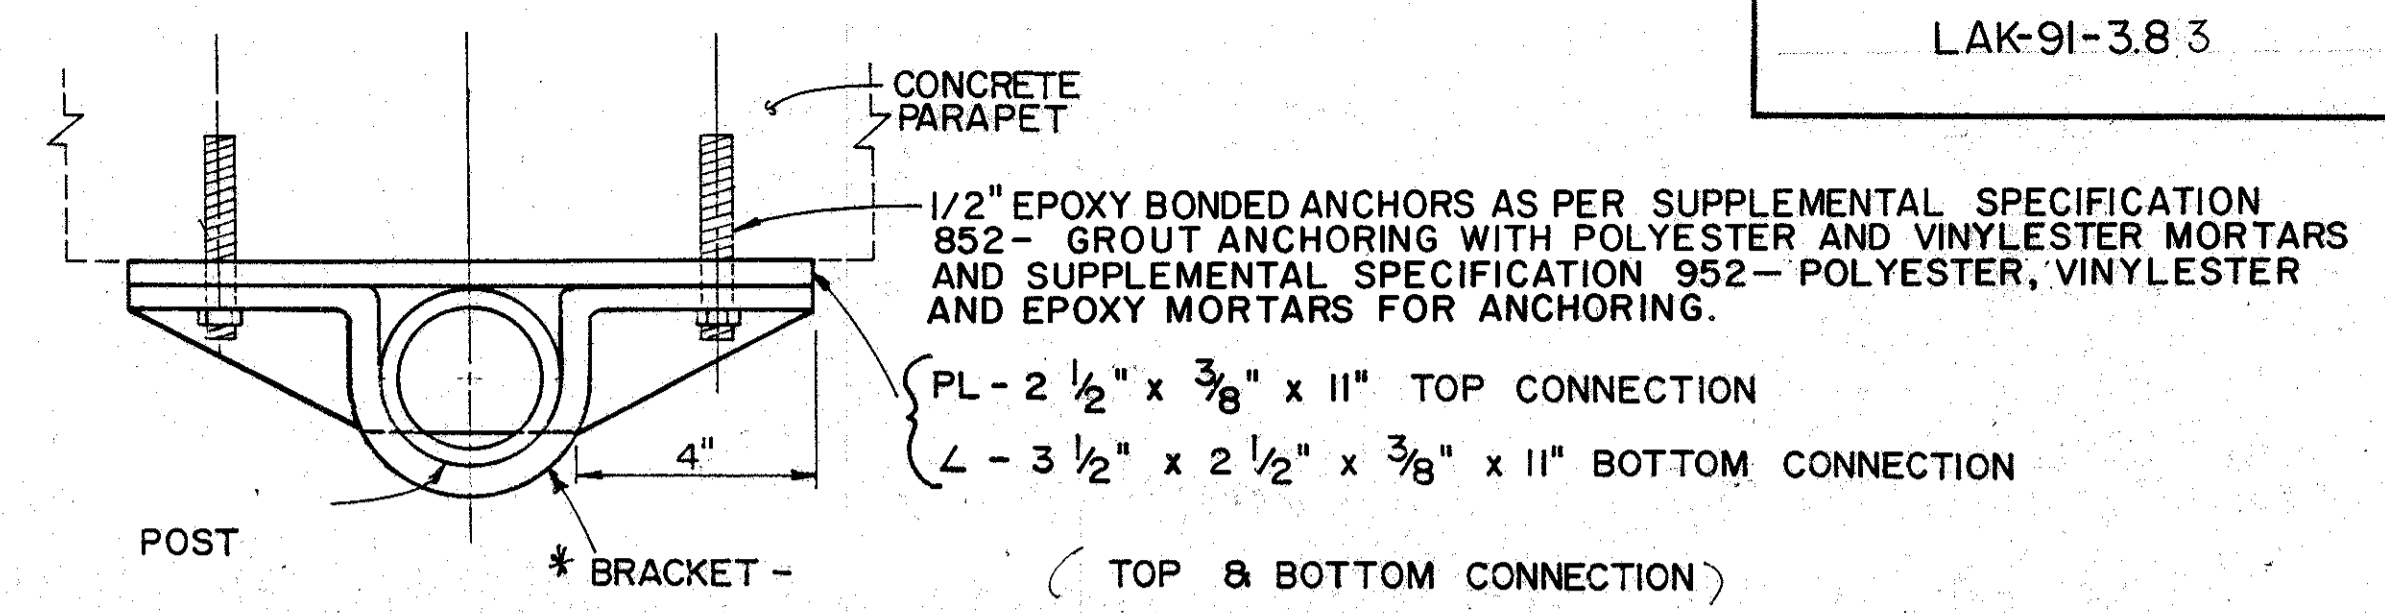 LAK-91-3.83
CONCRETE
PARAPET
1/2" EPOXY BONDED ANCHORS AS PER SUPPLEMENTAL SPECIFICATION
852- GROUT ANCHORING WITH POLYESTER AND VINYLESTER MORTARS
AND SUPPLEMENTAL SPECIFICATION 952- POLYESTER, VINYLESTER
AND EPOXY MORTARS FOR ANCHORING.
PL - 2 1/2" x 3/8" x 11" TOP CONNECTION
∠ - 3 1/2" x 2 1/2" x 3/8" x 11" BOTTOM CONNECTION
4"
POST
* BRACKET -
( TOP & BOTTOM CONNECTION )